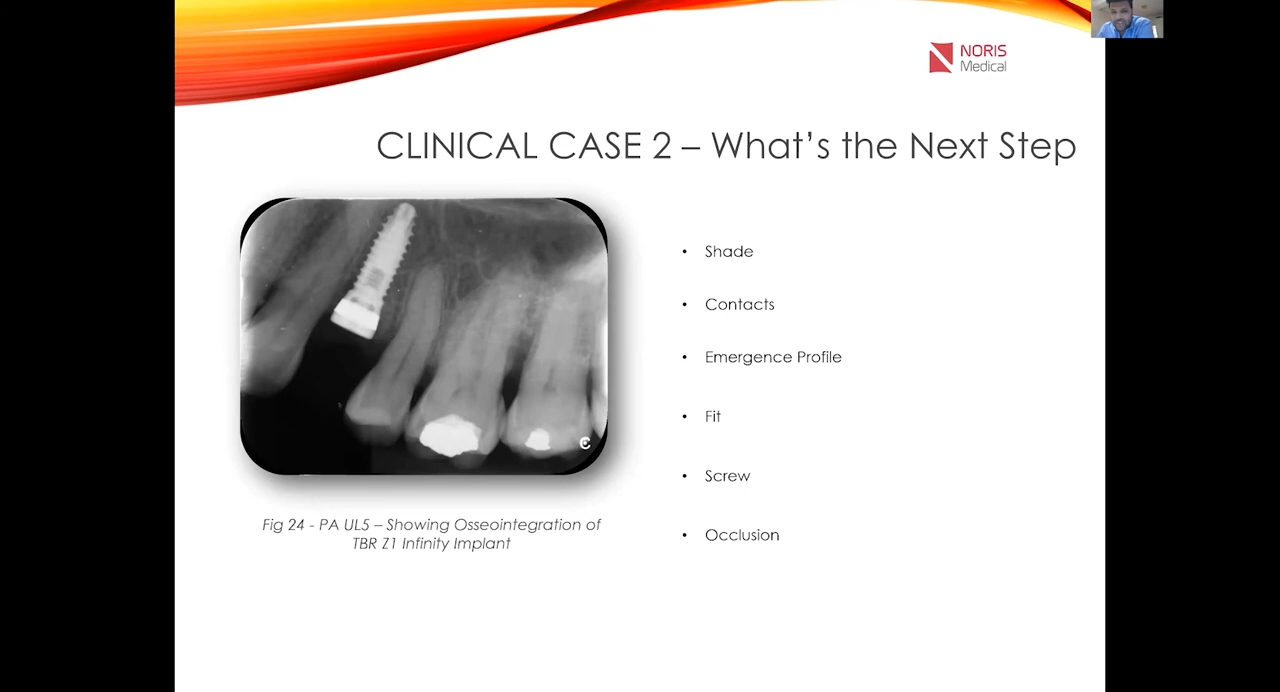 NORIS
Medical
CLINICAL CASE 2 – What's the Next Step
• Shade
• Contacts
• Emergence Profile
• Fit
• Screw
• Occlusion
C
Fig 24 - PA UL5 – Showing Osseointegration of
TBR Z1 Infinity Implant